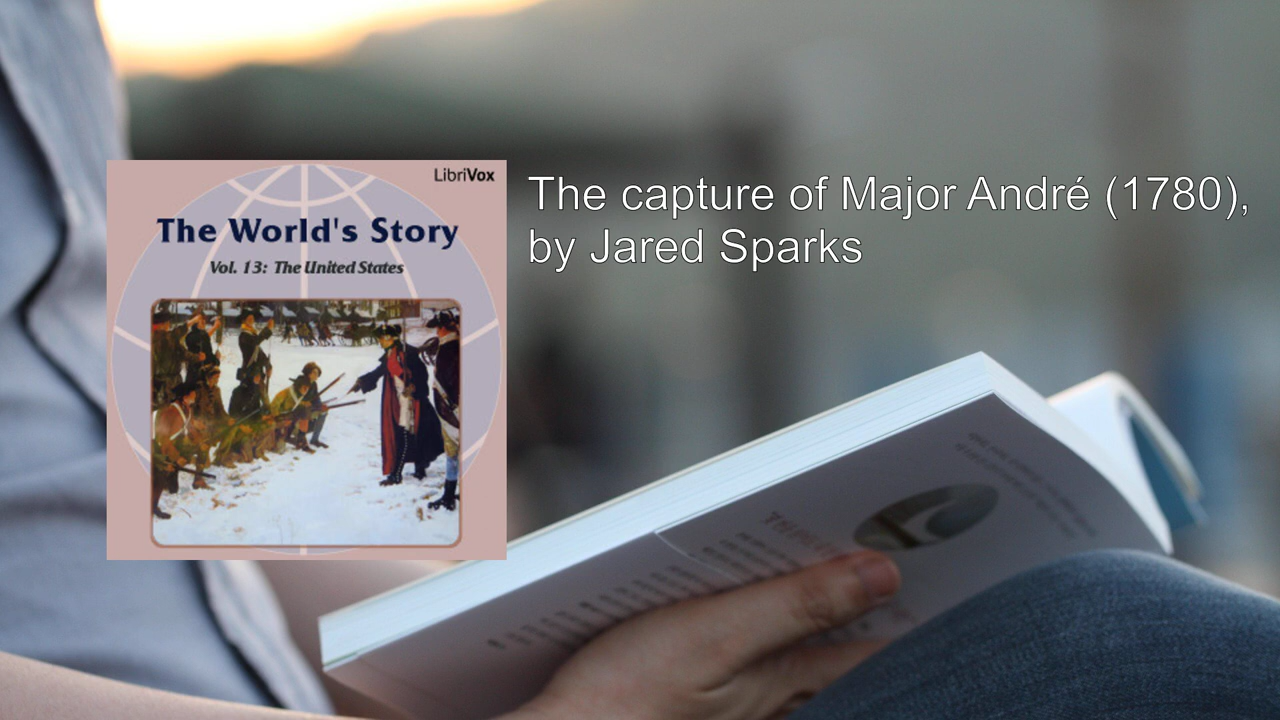 LibriVox
The World's Story
Vol. 13: The United States
The capture of Major André (1780),
by Jared Sparks